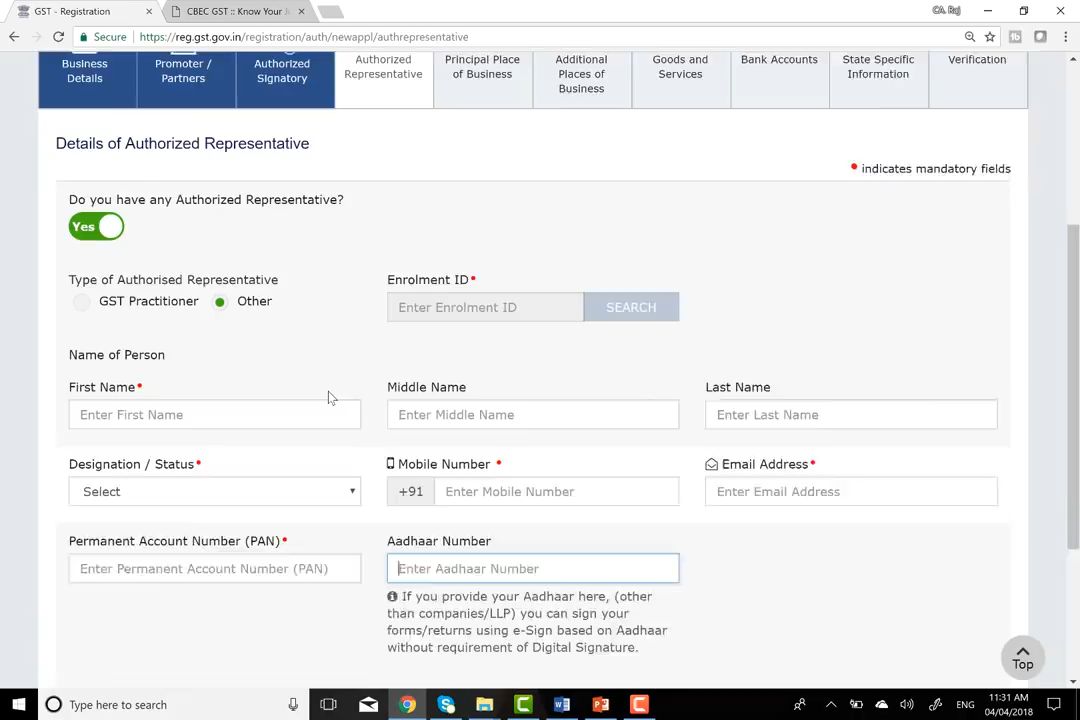 GST - Registration
CBEC GST :: Know Your J
CA. Raj
Secure
https://reg.gst.gov.in/registration/auth/newappl/authrepresentative
Business Details
Promoter / Partners
Authorized Signatory
Authorized Representative
Principal Place of Business
Additional Places of Business
Goods and Services
Bank Accounts
State Specific Information
Verification
Details of Authorized Representative
• indicates mandatory fields
Do you have any Authorized Representative?
Yes
Type of Authorised Representative
GST Practitioner
Other
Enrolment ID•
Enter Enrolment ID
SEARCH
Name of Person
First Name•
Middle Name
Last Name
Enter First Name
Enter Middle Name
Enter Last Name
Designation / Status•
Mobile Number •
Email Address•
Select
+91
Enter Mobile Number
Enter Email Address
Permanent Account Number (PAN)•
Aadhaar Number
Enter Permanent Account Number (PAN)
Enter Aadhaar Number
If you provide your Aadhaar here, (other
than companies/LLP) you can sign your
forms/returns using e-Sign based on Aadhaar
without requirement of Digital Signature.
Top
Type here to search
ENG
11:31 AM
04/04/2018